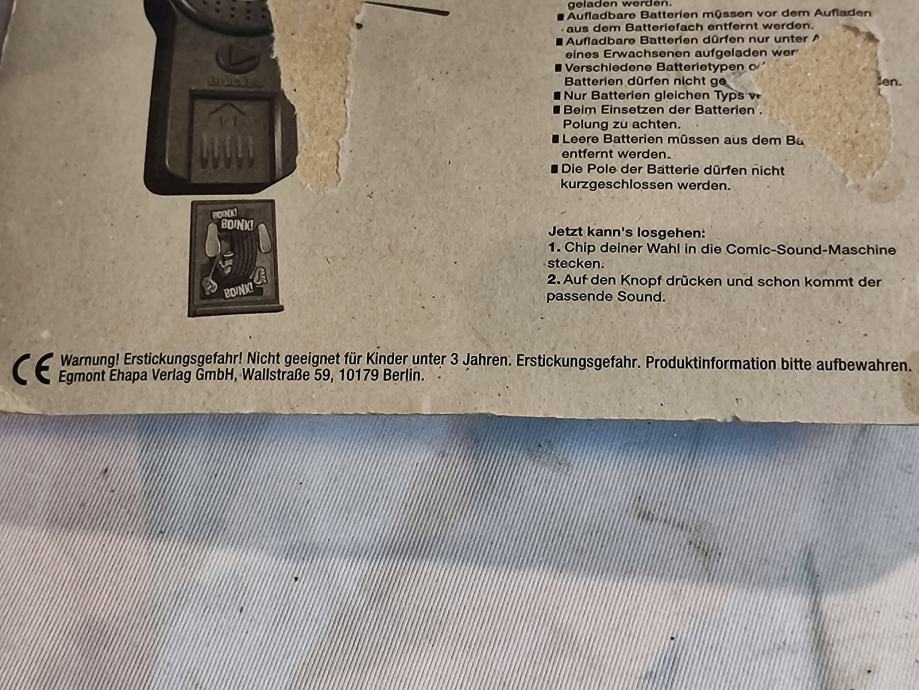 geladen werden.
■ Aufladbare Batterien müssen vor dem Aufladen
aus dem Batteriefach entfernt werden.
■ Aufladbare Batterien dürfen nur unter
eines Erwachsenen aufgeladen
■ Verschiedene Batterietypen
Batterien dürfen nicht
■ Nur Batterien gleichen Typs
■ Beim Einsetzen der Batterien
Polung zu achten.
■ Leere Batterien müssen aus dem
entfernt werden.
■ Die Pole der Batterie dürfen nicht
kurzgeschlossen werden.
BOINK!
BOINK!
BOINK!
Jetzt kann's losgehen:
1. Chip deiner Wahl in die Comic-Sound-Maschine
stecken.
2. Auf den Knopf drücken und schon kommt der
passende Sound.
CE Warnung! Erstickungsgefahr! Nicht geeignet für Kinder unter 3 Jahren. Erstickungsgefahr. Produktinformation bitte aufbewahren.
Egmont Ehapa Verlag GmbH, Wallstraße 59, 10179 Berlin.